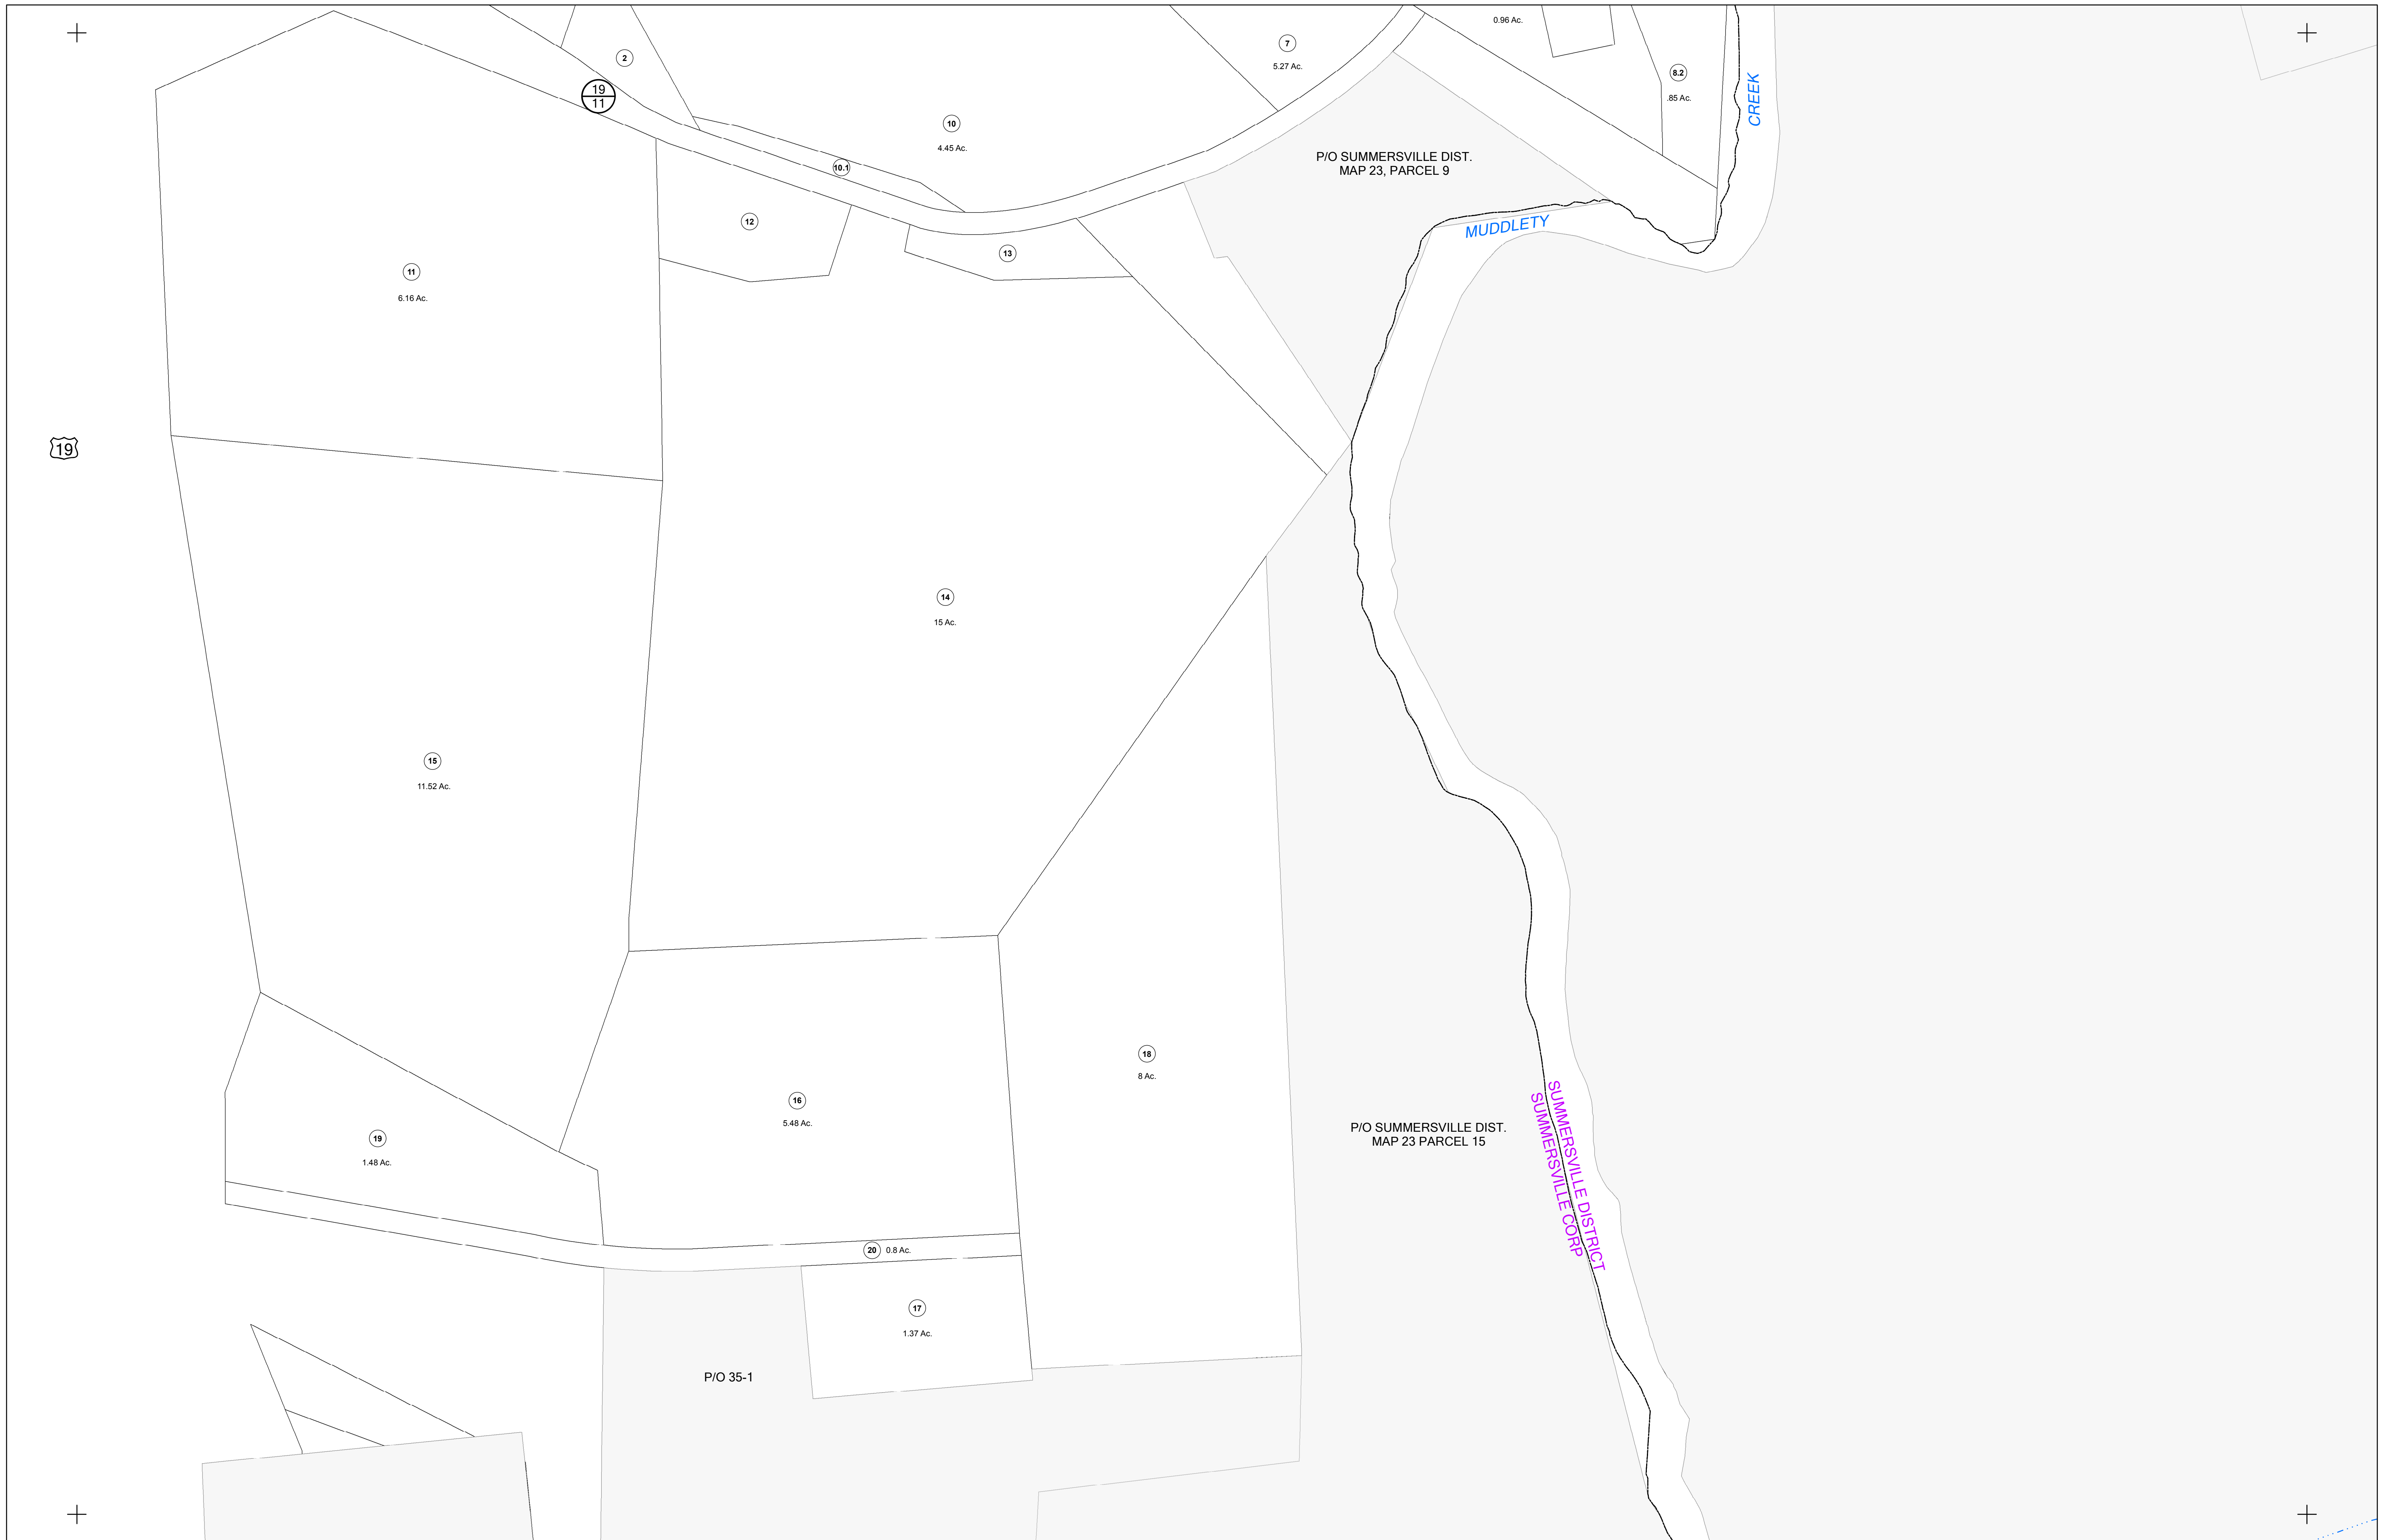 0.96 Ac.
7
5.27 Ac.
2
8.2
.85 Ac.
CREEK
19
11
10
4.45 Ac.
10.1
P/O SUMMERSVILLE DIST.
MAP 23, PARCEL 9
12
MUDDLETY
13
11
6.16 Ac.
19
14
15 Ac.
15
11.52 Ac.
18
8 Ac.
16
5.48 Ac.
19
1.48 Ac.
P/O SUMMERSVILLE DIST.
MAP 23 PARCEL 15
SUMMERSVILLE DISTRICT
SUMMERSVILLE CORP
20 0.8 Ac.
17
1.37 Ac.
P/O 35-1